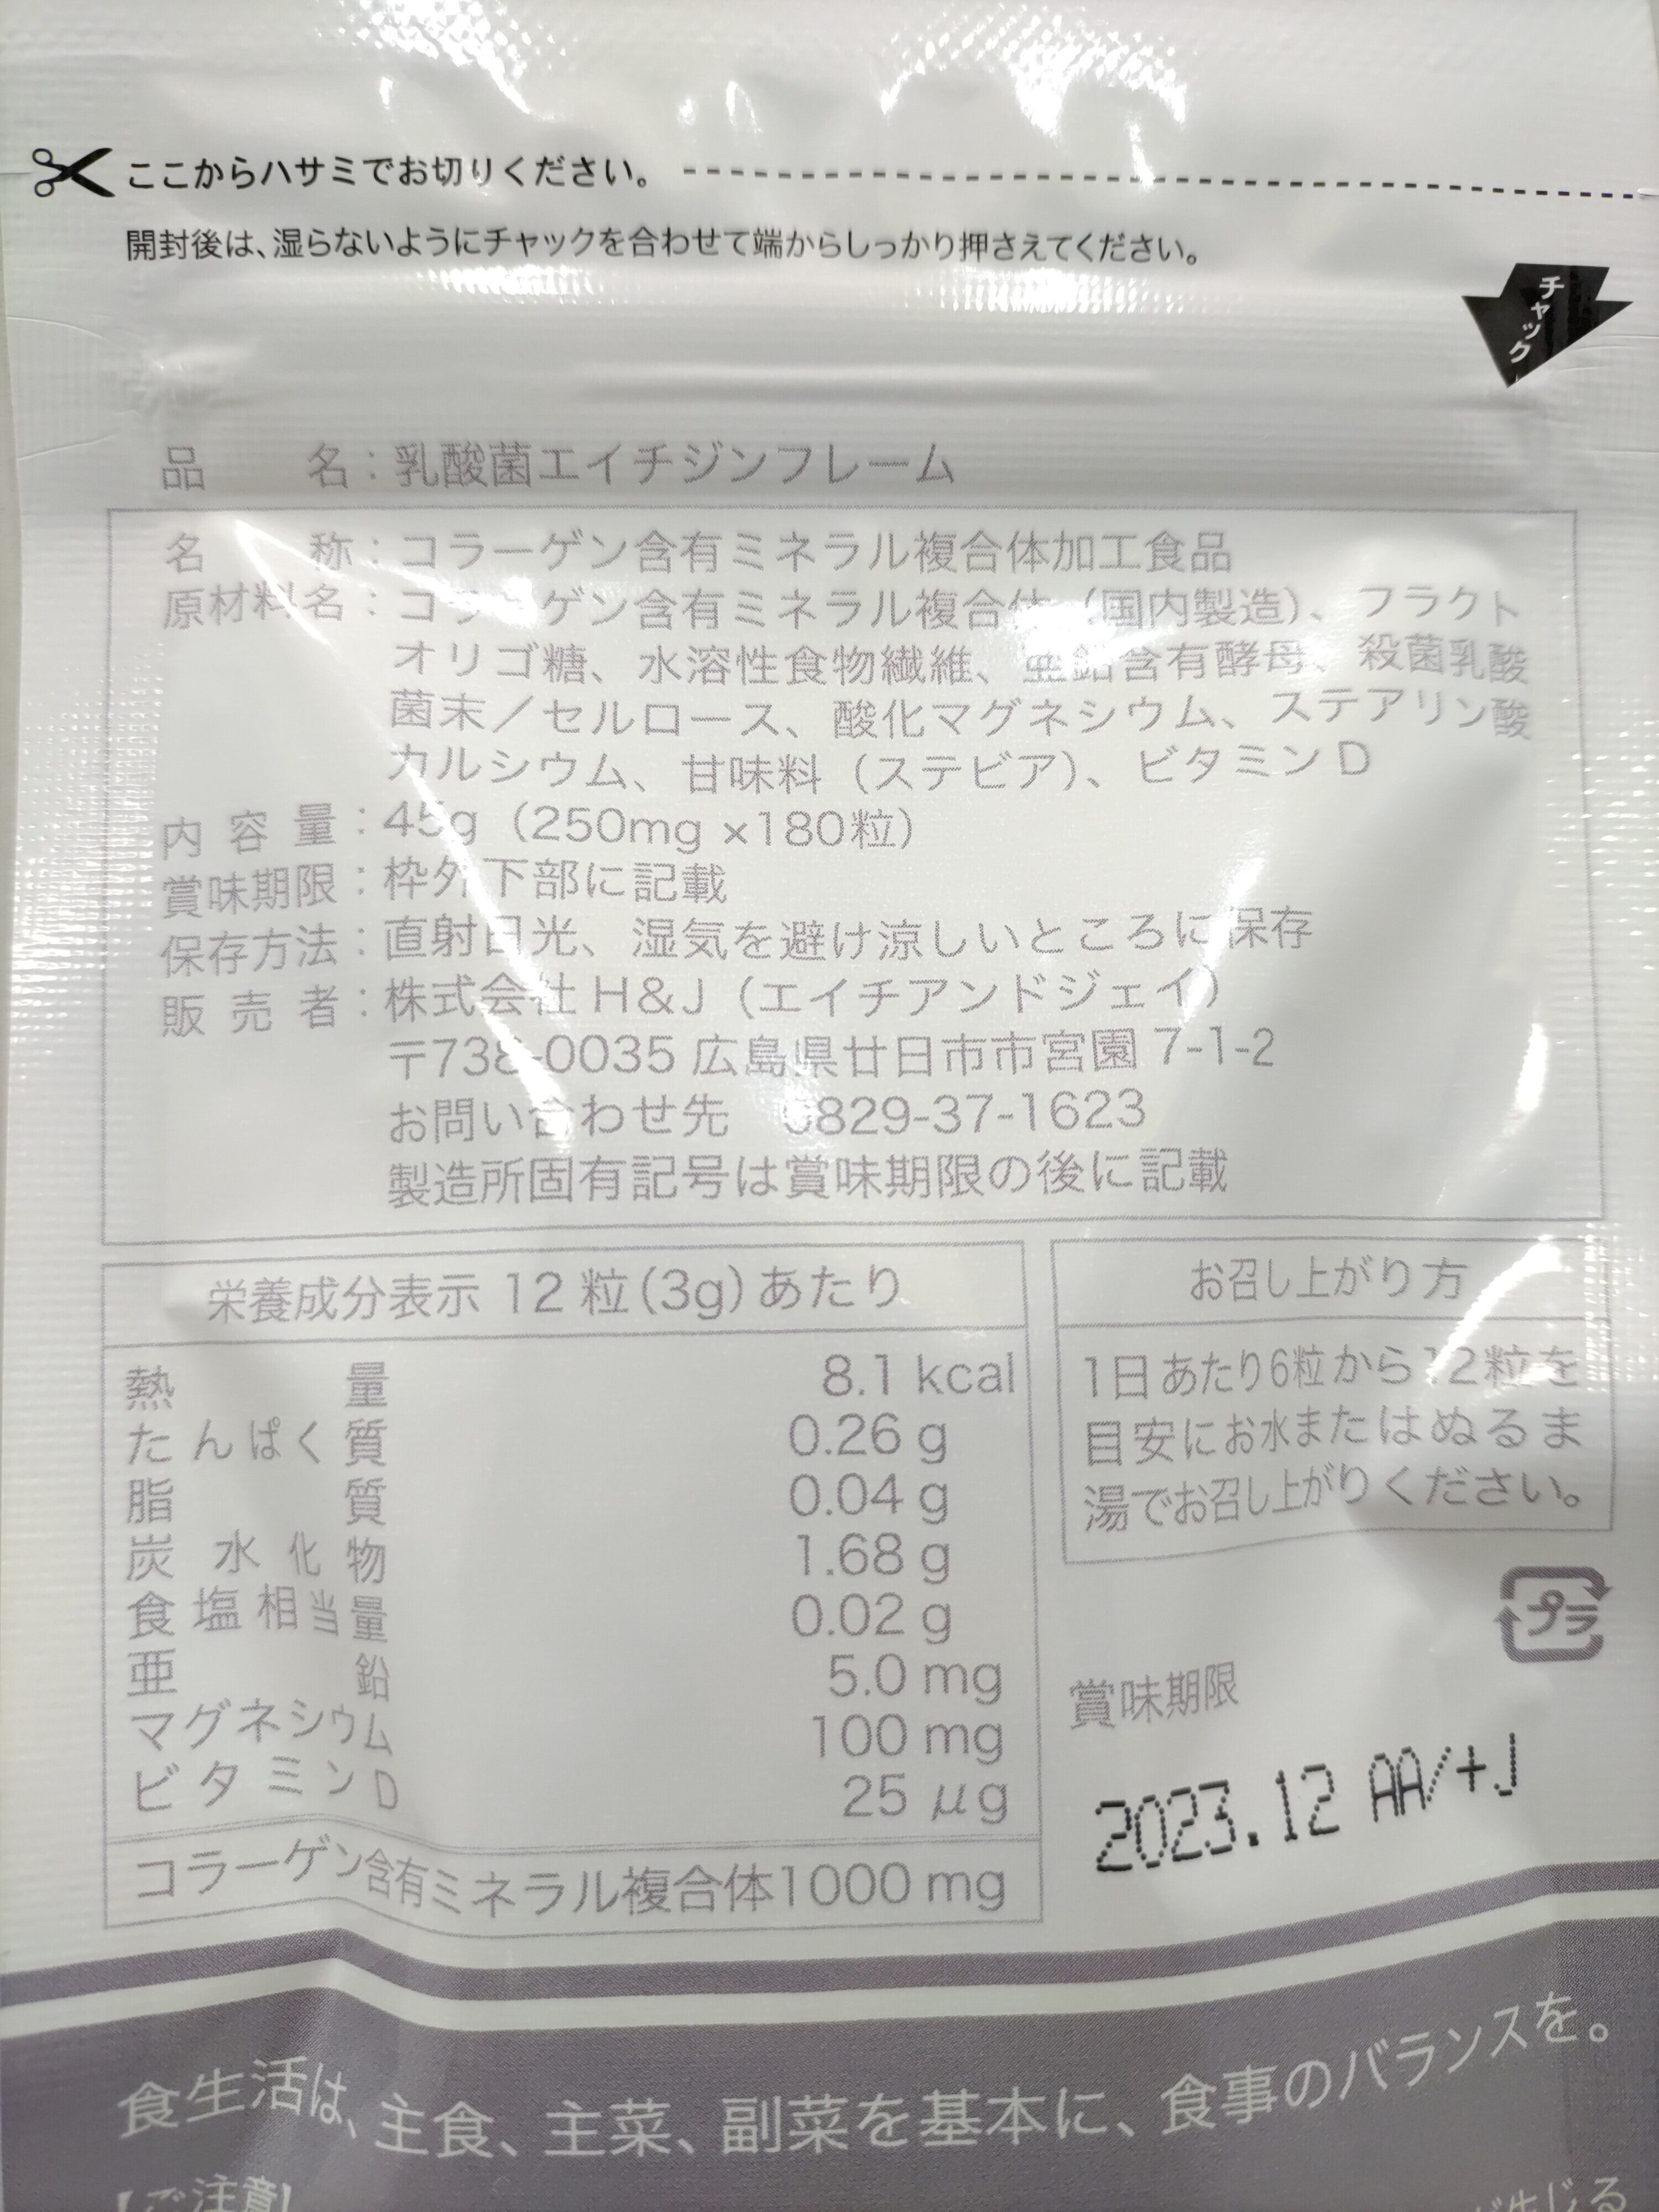 ここからハサミでお切りください。
開封後は、湿らないようにチャックを合わせて端からしっかり押さえてください。
チャック
品名：乳酸菌エイチジンフレーム
名称：コラーゲン含有ミネラル複合体加工食品
原材料名：コラーゲン含有ミネラル複合体（国内製造）、フラクト
オリゴ糖、水溶性食物繊維、亜鉛含有酵母、殺菌乳酸
菌末／セルロース、酸化マグネシウム、ステアリン酸
カルシウム、甘味料（ステビア）、ビタミンD
内容量：45g（250mg×180粒）
賞味期限：枠外下部に記載
保存方法：直射日光、湿気を避け涼しいところに保存
販売者：株式会社H&J（エイチアンドジェイ）
〒738-0035 広島県廿日市市宮園 7-1-2
お問い合わせ先 0829-37-1623
製造所固有記号は賞味期限の後に記載
栄養成分表示 12粒（3g）あたり
熱量 8.1 kcal
たんぱく質 0.26 g
脂質 0.04 g
炭水化物 1.68 g
食塩相当量 0.02 g
亜鉛 5.0 mg
マグネシウム 100 mg
ビタミンD 25 μg
コラーゲン含有ミネラル複合体1000 mg
お召し上がり方
1日あたり6粒から12粒を
目安にお水またはぬるま
湯でお召し上がりください。
プラ
賞味期限
2023.12 AA/+J
食生活は、主食、主菜、副菜を基本に、食事のバランスを。
【ご注意】